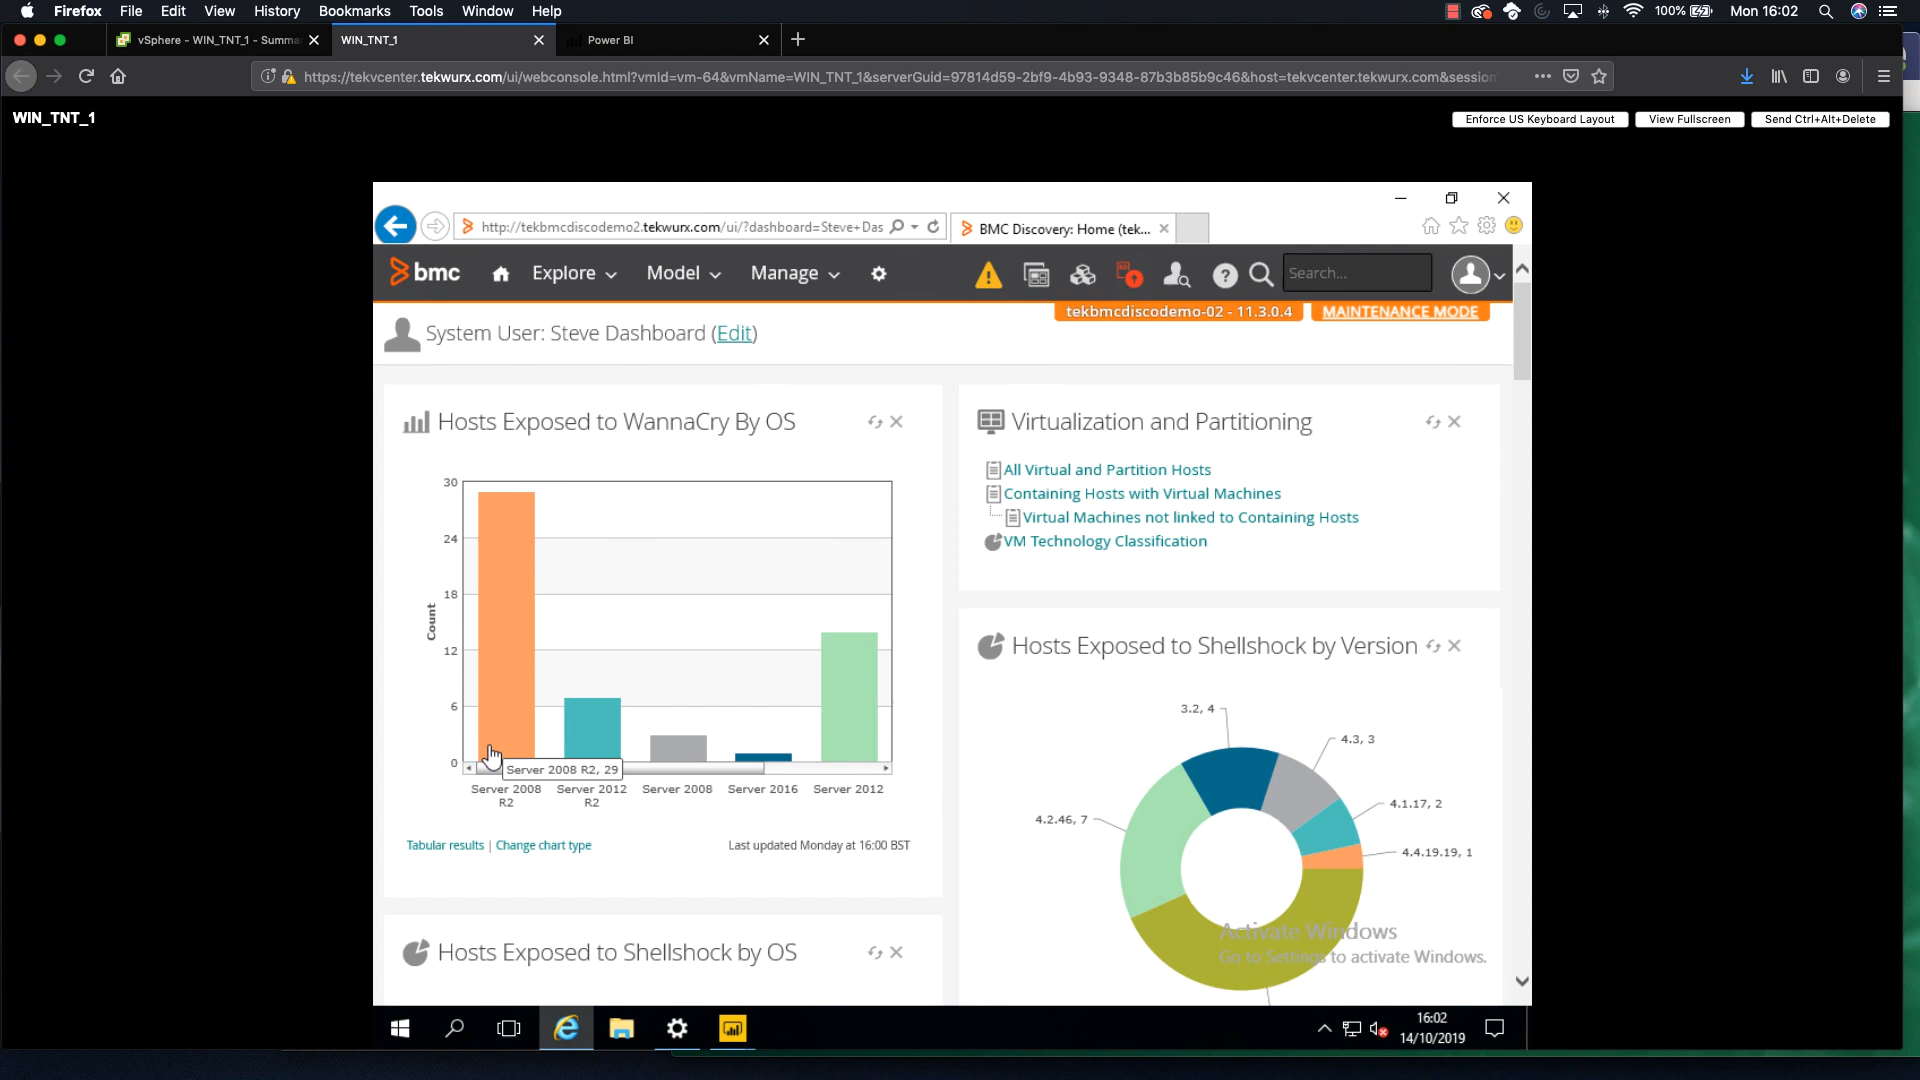 Firefox File Edit View History Bookmarks Tools Window Help
100% Mon 16:02
vSphere - WIN_TNT_1 - Summa
WIN_TNT_1
Power BI
https://tekvcenter.tekwurx.com/ui/webconsole.html?vmId=vm-64&vmName=WIN_TNT_1&serverGuid=97814d59-2bf9-4b93-9348-87b3b85b9c46&host=tekvcenter.tekwurx.com&session
WIN_TNT_1
Enforce US Keyboard Layout
View Fullscreen
Send Ctrl+Alt+Delete
http://tekbmcdiscodemo2.tekwurx.com/ui/?dashboard=Steve+Das
BMC Discovery: Home (tek...
bmc
Explore
Model
Manage
Search...
tekbmcdiscodemo-02 - 11.3.0.4
MAINTENANCE MODE
System User: Steve Dashboard (Edit)
Hosts Exposed to WannaCry By OS
30
24
18
12
6
0
Count
Server 2008 R2, 29
Server 2008 R2
Server 2012 R2
Server 2008
Server 2016
Server 2012
Tabular results | Change chart type
Last updated Monday at 16:00 BST
Hosts Exposed to Shellshock by OS
Virtualization and Partitioning
All Virtual and Partition Hosts
Containing Hosts with Virtual Machines
Virtual Machines not linked to Containing Hosts
VM Technology Classification
Hosts Exposed to Shellshock by Version
3.2, 4
4.3, 3
4.1.17, 2
4.2.46, 7
4.4.19.19, 1
Activate Windows
Go to Settings to activate Windows.
16:02
14/10/2019